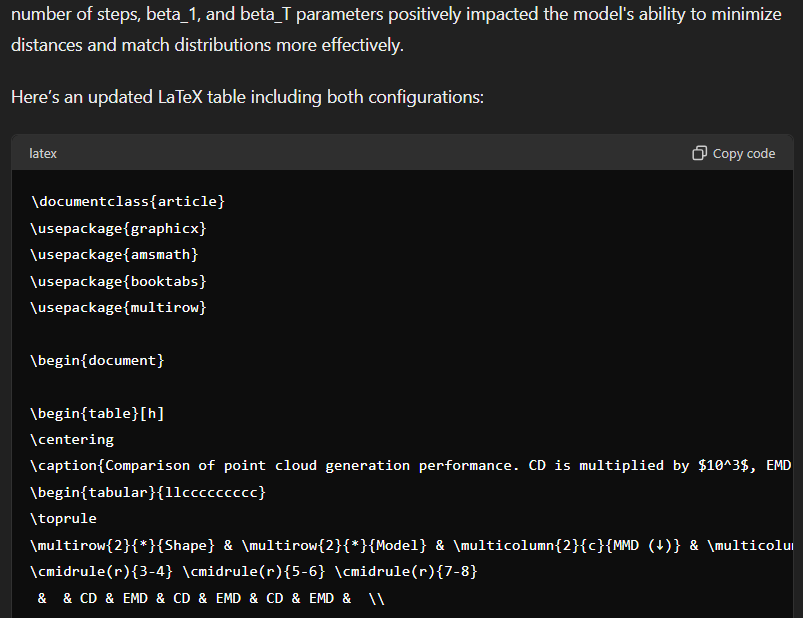 number of steps, beta_1, and beta_T parameters positively impacted the model's ability to minimize
distances and match distributions more effectively.
Here's an updated LaTeX table including both configurations:
latex
Copy code
\documentclass{article}
\usepackage{graphicx}
\usepackage{amsmath}
\usepackage{booktabs}
\usepackage{multirow}
\begin{document}
\begin{table}[h]
\centering
\caption{Comparison of point cloud generation performance. CD is multiplied by $10^3$, EMD
\begin{tabular}{llccccccccc}
\toprule
\multirow{2}{*}{Shape} & \multirow{2}{*}{Model} & \multicolumn{2}{c}{MMD (↓)} & \multicolu
\cmidrule(r){3-4} \cmidrule(r){5-6} \cmidrule(r){7-8}
& & CD & EMD & CD & EMD & CD & EMD & \\